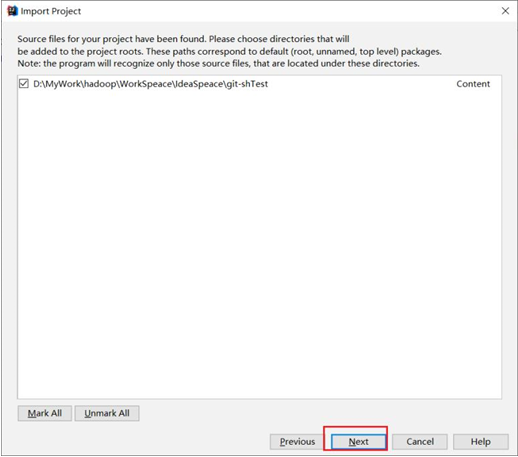 Import Project
Source files for your project have been found. Please choose directories that will
be added to the project roots. These paths correspond to default (root, unnamed, top level) packages.
Note: the program will recognize only those source files, that are located under these directories.
D:\MyWork\hadoop\WorkSpeace\IdeaSpeace\git-shTest Content
Mark All Unmark All
Previous Next Cancel Help